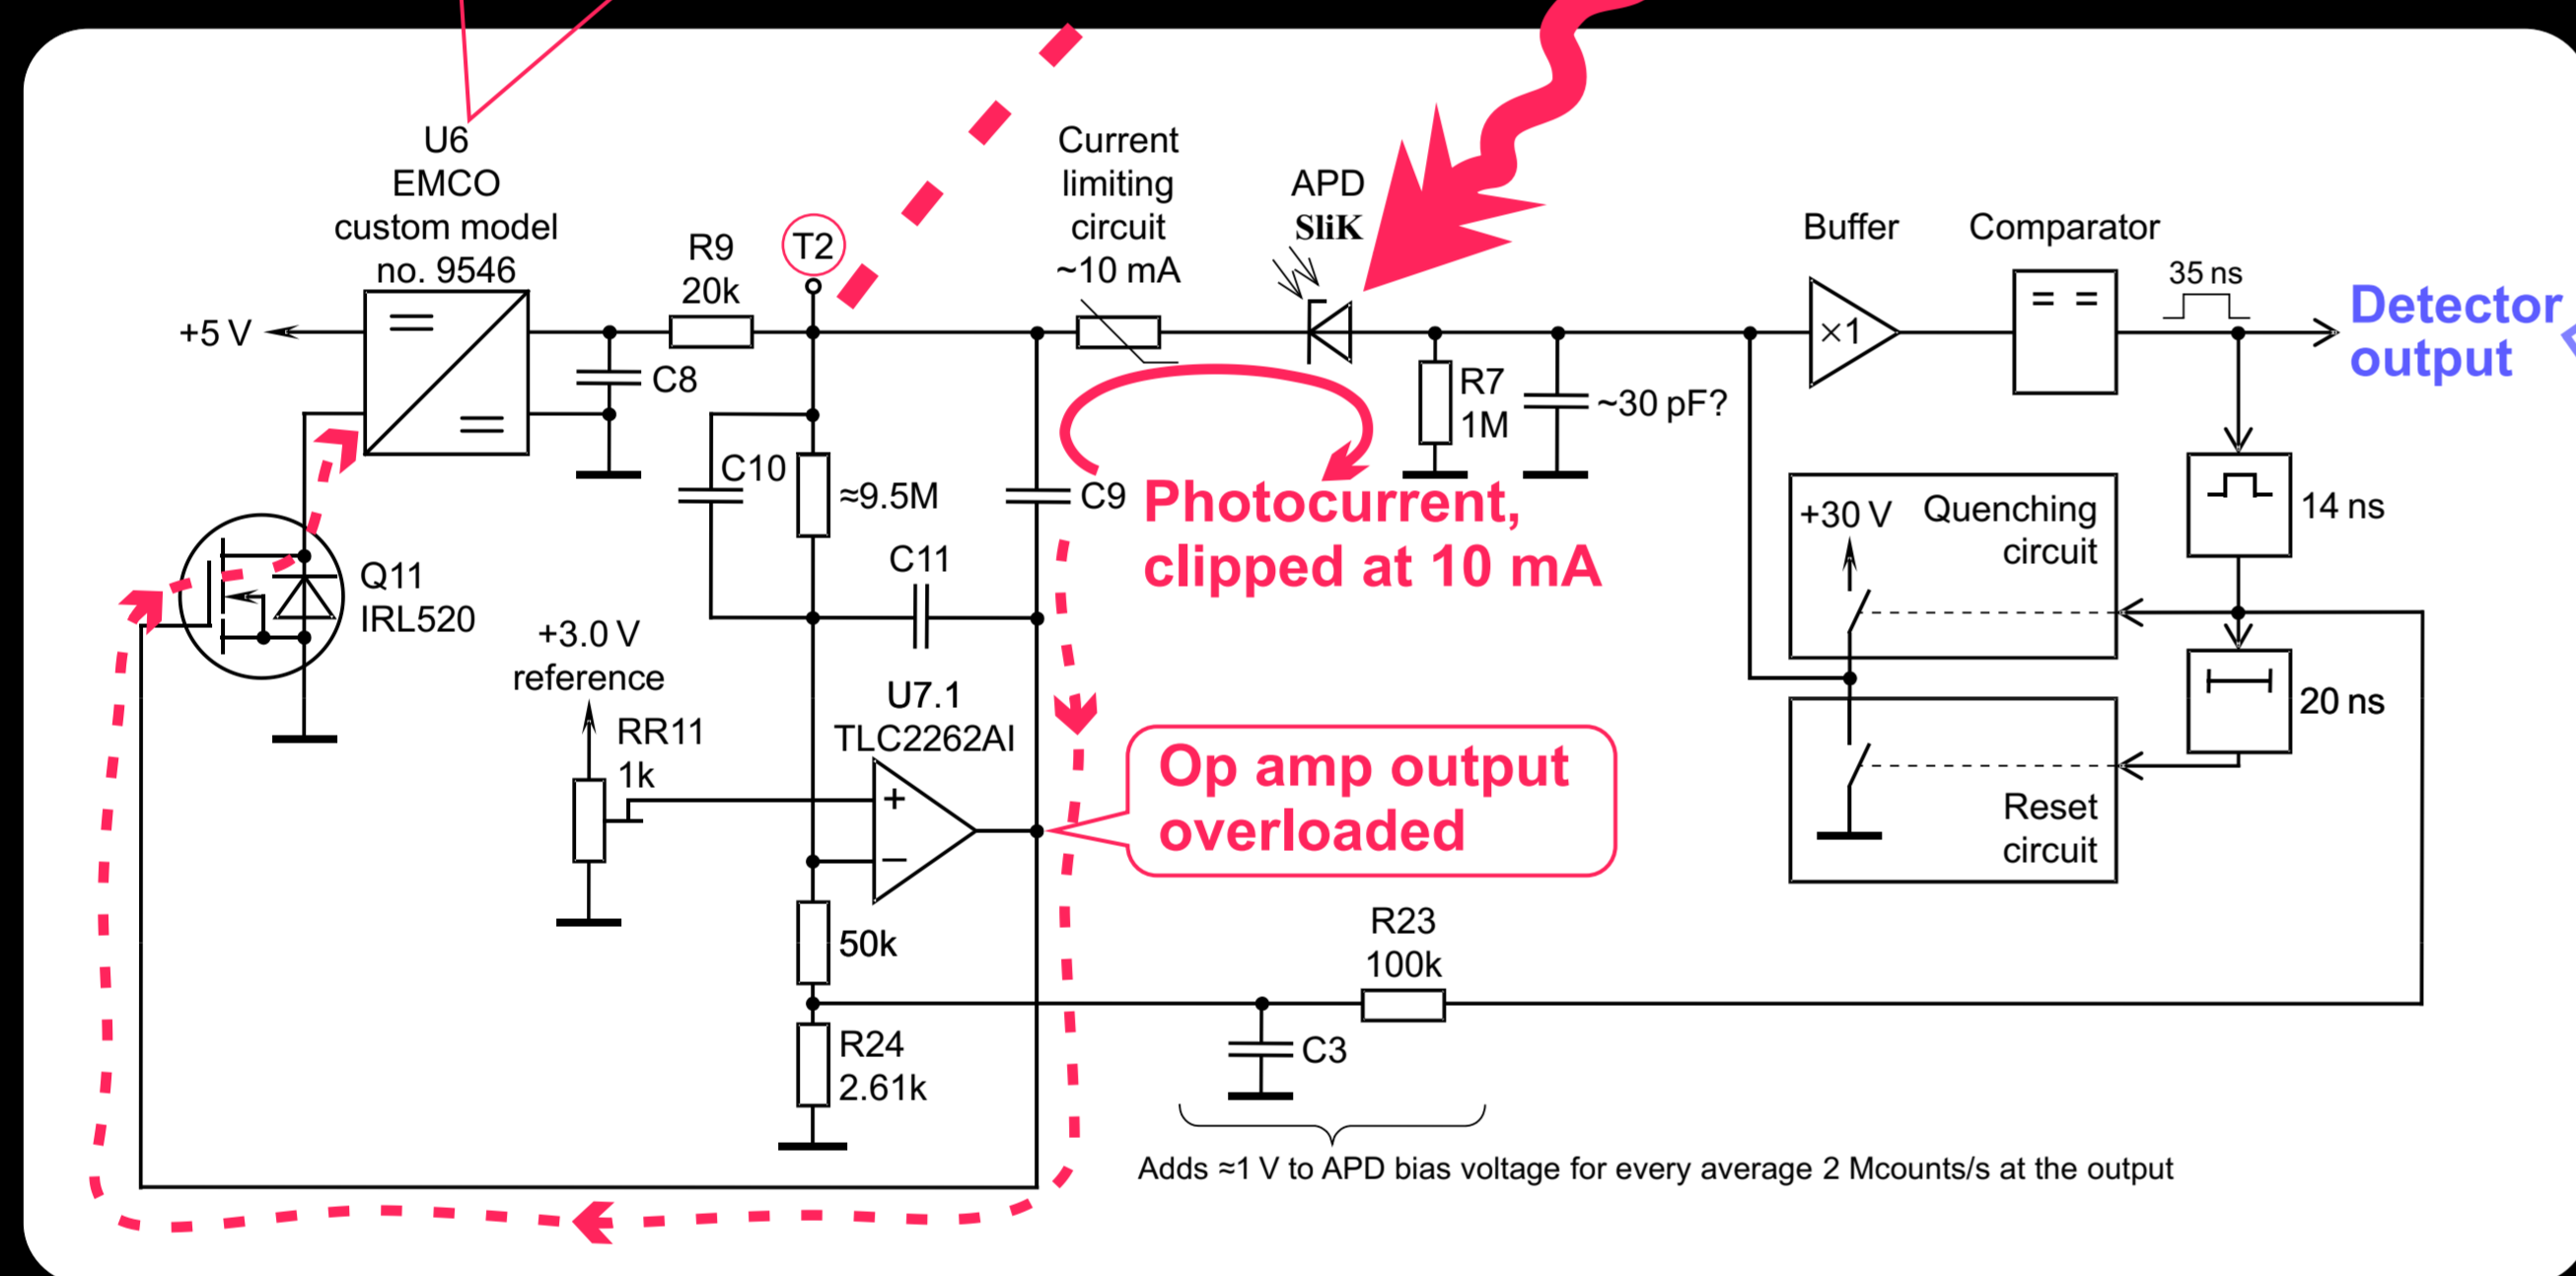 U6
EMCO
custom model
no. 9546
+5 V
R9
20k
T2
C8
Current
limiting
circuit
~10 mA
APD
SliK
Buffer
×1
Comparator
= =
35 ns
Detector
output
R7
1M
~30 pF?
C10
≈9.5M
C9
C11
Photocurrent,
clipped at 10 mA
+30 V
Quenching
circuit
14 ns
20 ns
Reset
circuit
Q11
IRL520
+3.0 V
reference
RR11
1k
U7.1
TLC2262AI
+
−
Op amp output
overloaded
50k
R24
2.61k
R23
100k
C3
Adds ≈1 V to APD bias voltage for every average 2 Mcounts/s at the output